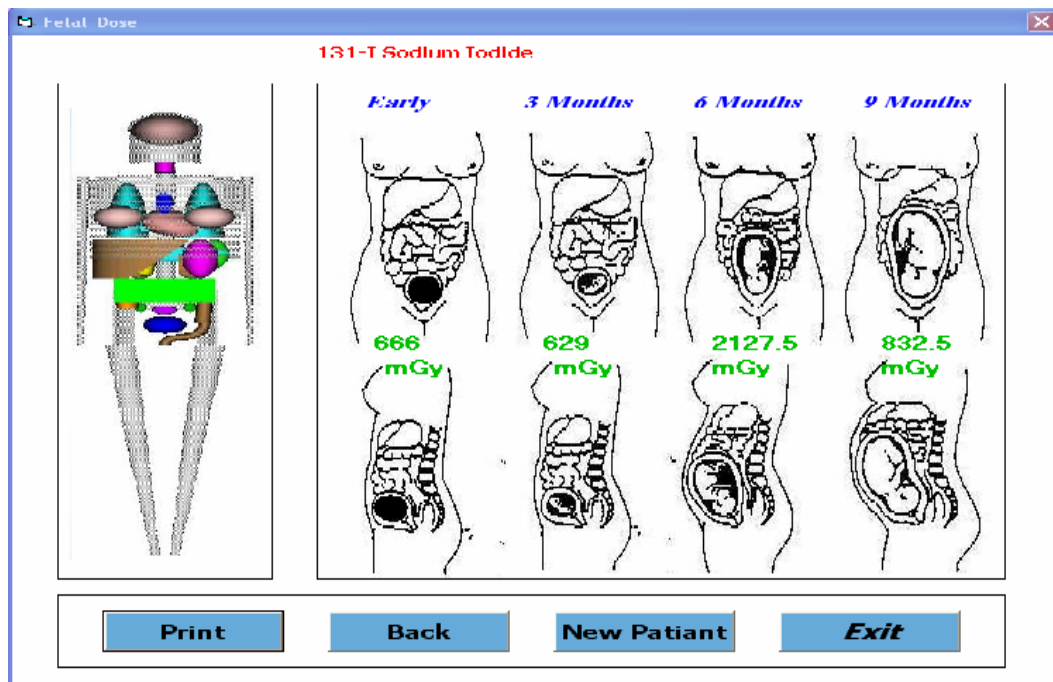 Fetal Dose
131-I Sodium Iodide
Early 3 Months 6 Months 9 Months
666 mGy 629 mGy 2127.5 mGy 832.5 mGy
Print Back New Patiant Exit